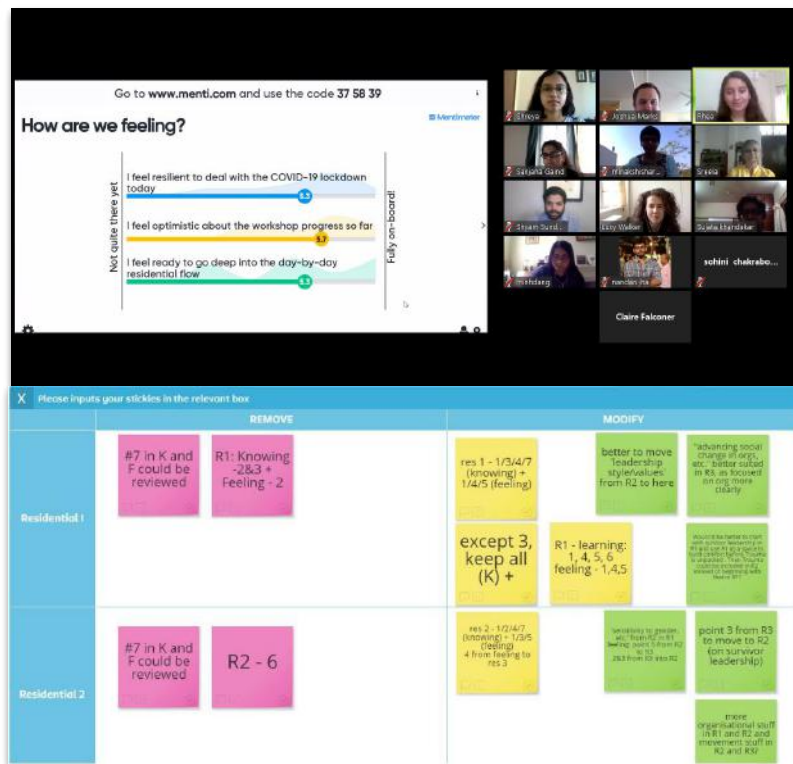 Go to www.menti.com and use the code 37 58 39
How are we feeling?
Mentimeter
Not quite there yet
Fully on-board!
I feel resilient to deal with the COVID-19 lockdown
today
5.3
I feel optimistic about the workshop progress so far
5.7
I feel ready to go deep into the day-by-day
residential flow
5.3
Shreya
Joshua Marks
Rhea
Sanjana Gaind
Sreela
Lucy Walker
minhdang
sohini chakrabo...
Claire Falconer
X Please inputs your stickies in the relevant box
REMOVE
MODIFY
Residential 1
#7 in K and
F could be
reviewed
R1: Knowing
-2&3 +
Feeling - 2
res 1 - 1/3/4/7
(knowing) +
1/4/5 (feeling)
better to move
'leadership
style/values'
from R2 to here
"advancing social
change in orgs,
etc." better suited
in R3, as focused
on org more
clearly
except 3,
keep all
(K) +
R1 - learning:
1, 4, 5, 6
feeling - 1,4,5
Residential 2
#7 in K and
F could be
reviewed
R2 - 6
res 2 - 1/2/4/7
(knowing) + 1/3/5
(feeling)
4 from feeling to
res 3
point 3 from R3
to move to R2
(on survivor
leadership)
more
organisational stuff
in R1 and R2 and
movement stuff in
R2 and R3?